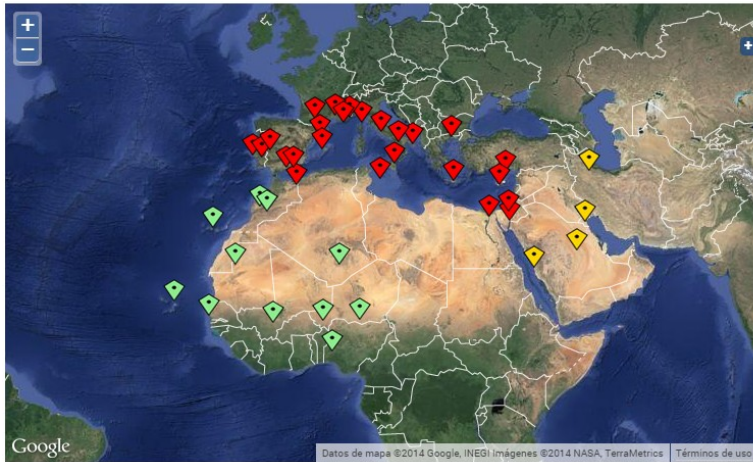 +
−
+
Google
Datos de mapa ©2014 Google, INEGI Imágenes ©2014 NASA, TerraMetrics Términos de uso